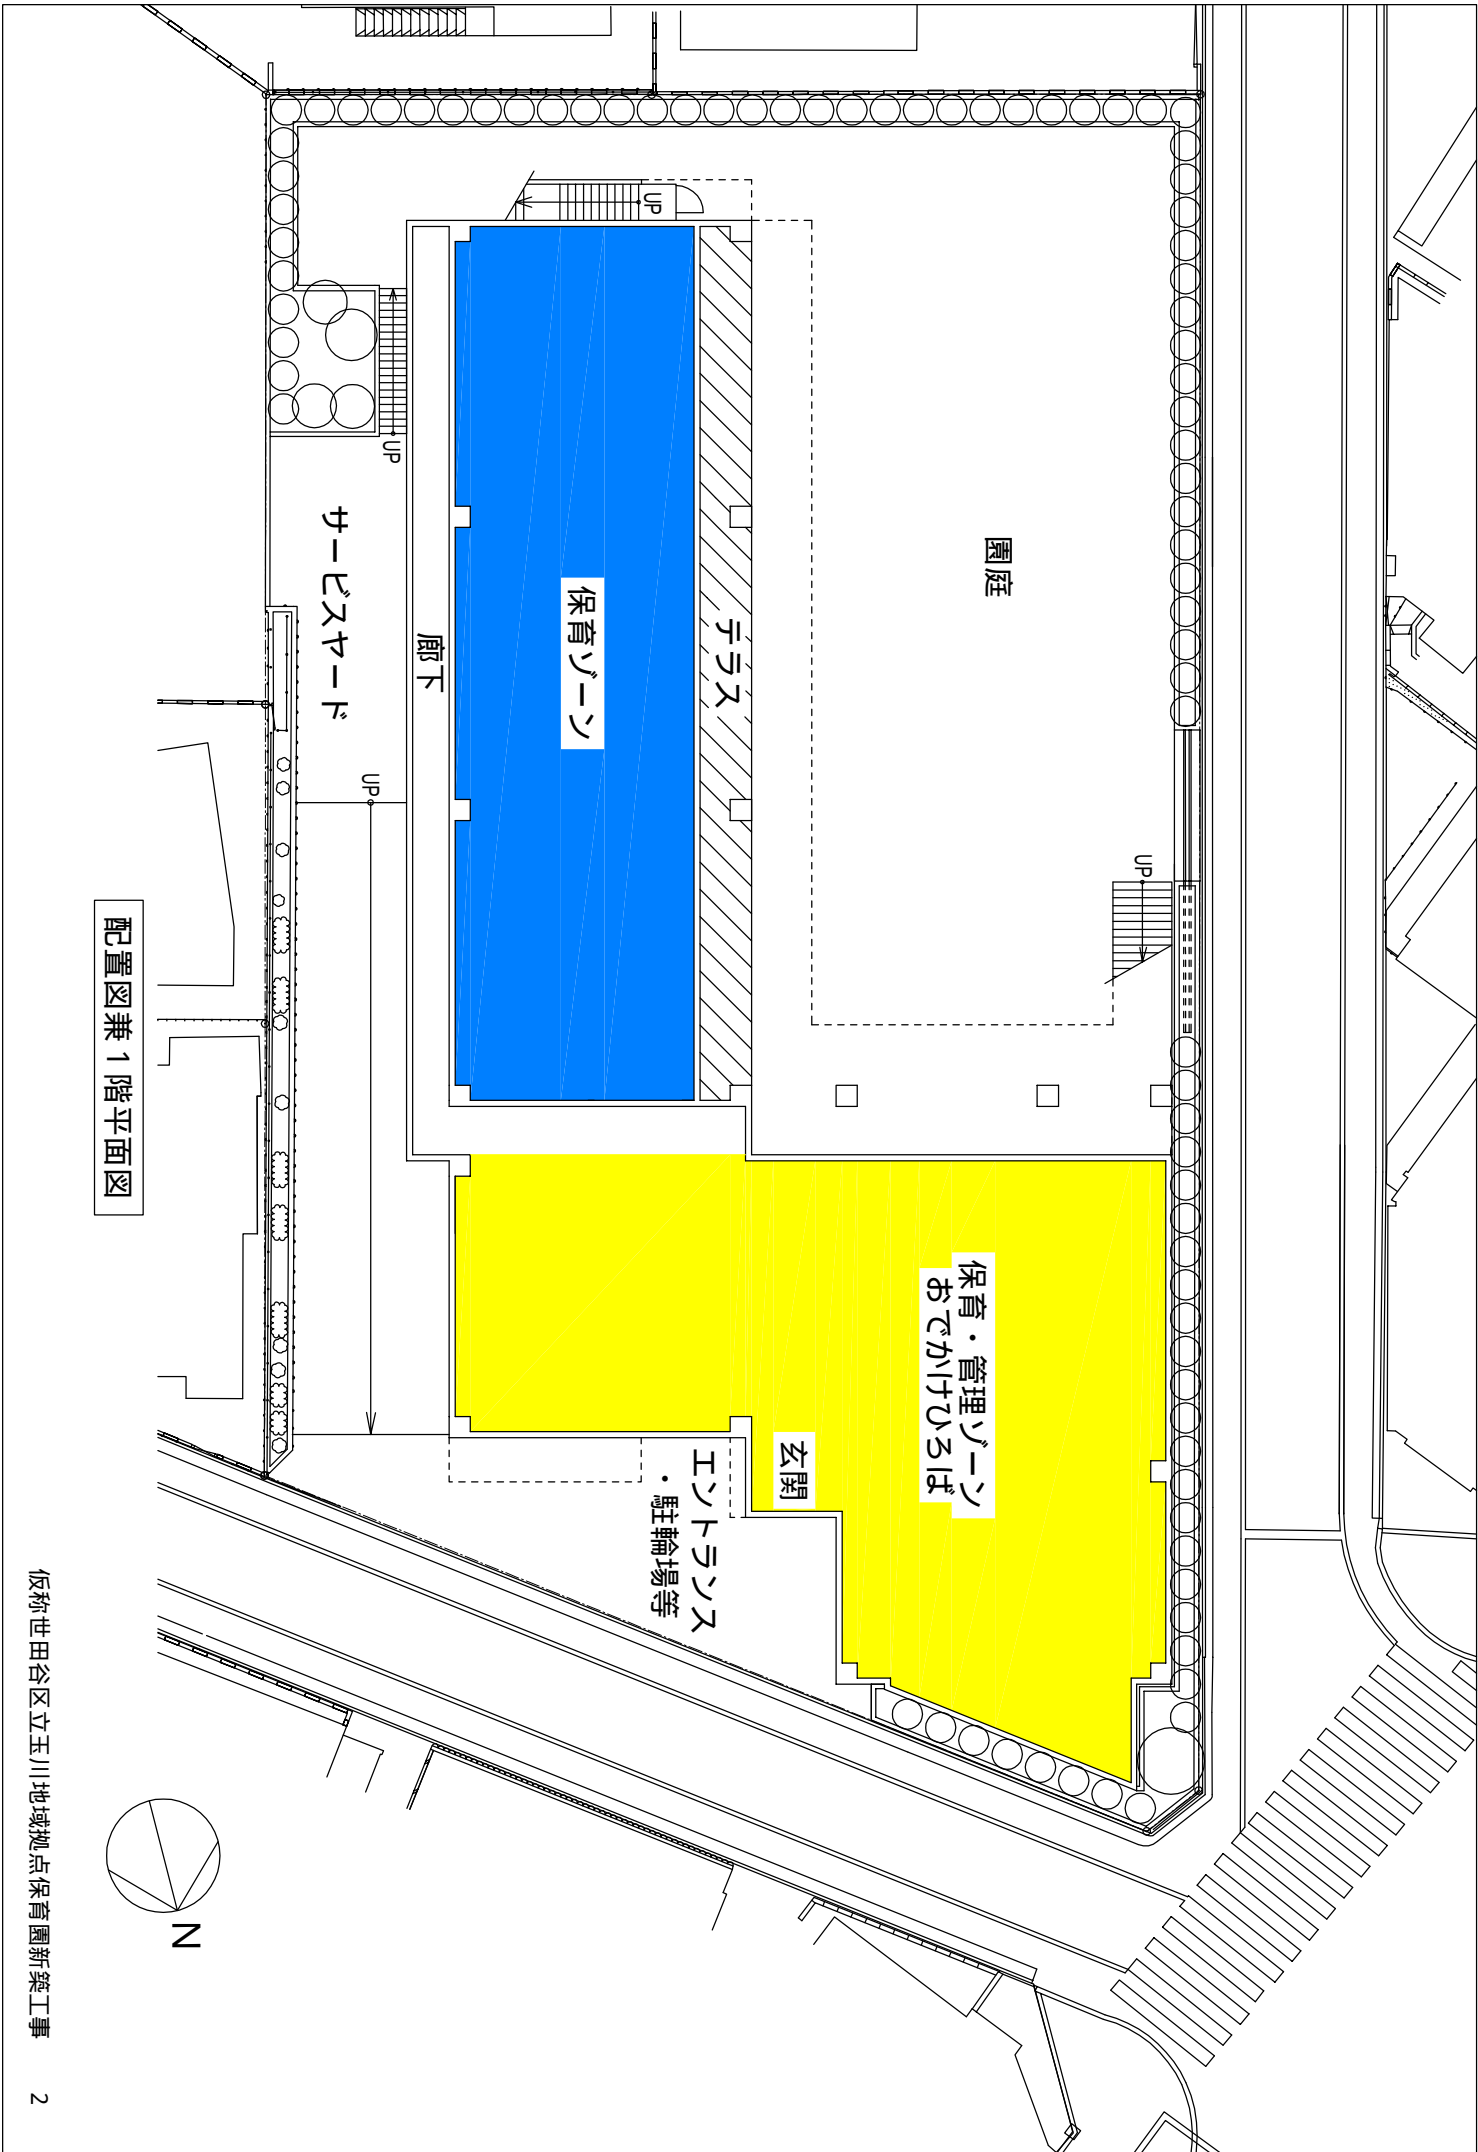 UP
園庭
UP
テラス
保育ゾーン
廊下
UP
サービスヤード
UP
保育・管理ゾーン
おでかけひろば
玄関
エントランス
・駐輪場等
配置図兼1階平面図
N
仮称世田谷区立玉川地域拠点保育園新築工事 2